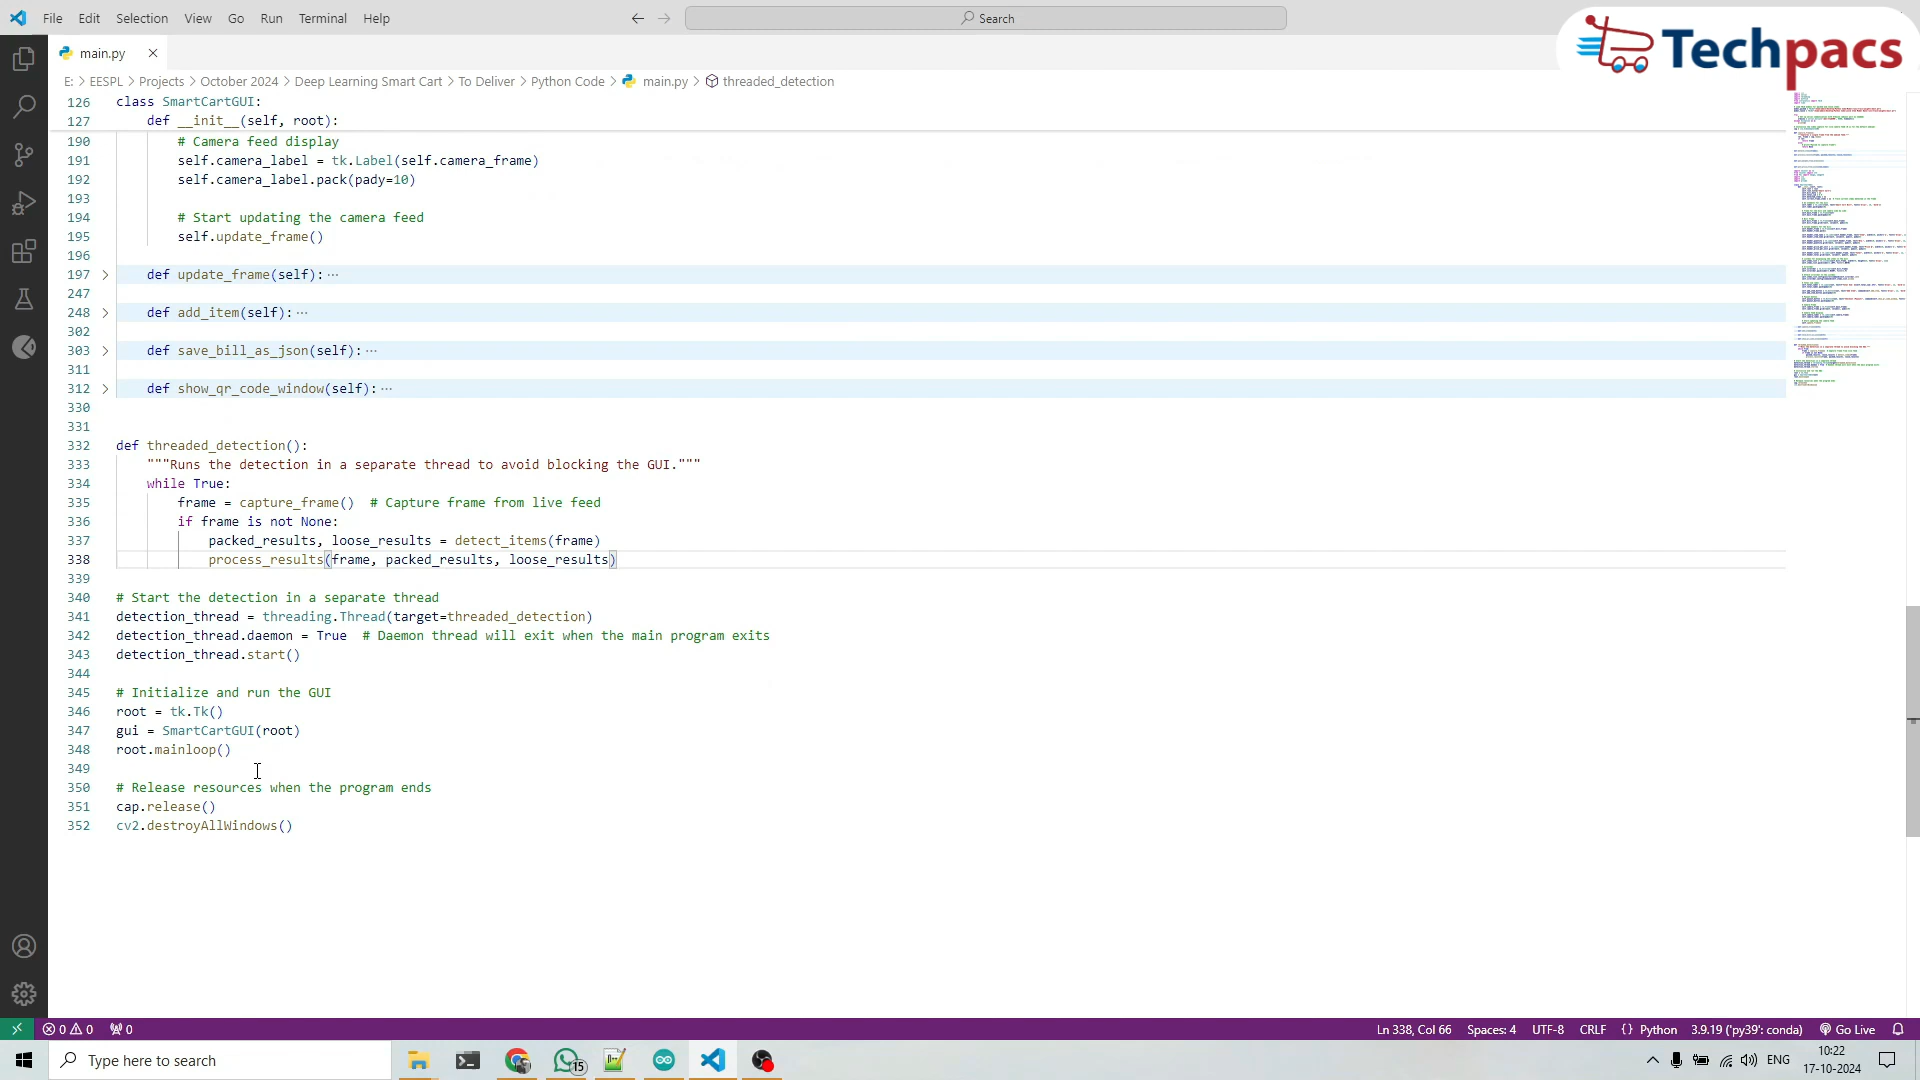 File Edit Selection View Go Run Terminal Help
Search
Techpacs
main.py
E: > EESPL > Projects > October 2024 > Deep Learning Smart Cart > To Deliver > Python Code > main.py > threaded_detection
126 class SmartCartGUI:
127 def __init__(self, root):
190 # Camera feed display
191 self.camera_label = tk.Label(self.camera_frame)
192 self.camera_label.pack(pady=10)
193
194 # Start updating the camera feed
195 self.update_frame()
196
197 > def update_frame(self): ···
247
248 > def add_item(self): ···
302
303 > def save_bill_as_json(self): ···
311
312 > def show_qr_code_window(self): ···
330
331
332 def threaded_detection():
333 """Runs the detection in a separate thread to avoid blocking the GUI."""
334 while True:
335 frame = capture_frame() # Capture frame from live feed
336 if frame is not None:
337 packed_results, loose_results = detect_items(frame)
338 process_results(frame, packed_results, loose_results)
339
340 # Start the detection in a separate thread
341 detection_thread = threading.Thread(target=threaded_detection)
342 detection_thread.daemon = True # Daemon thread will exit when the main program exits
343 detection_thread.start()
344
345 # Initialize and run the GUI
346 root = tk.Tk()
347 gui = SmartCartGUI(root)
348 root.mainloop()
349
350 # Release resources when the program ends
351 cap.release()
352 cv2.destroyAllWindows()
0 0 0 Ln 338, Col 66 Spaces: 4 UTF-8 CRLF {} Python 3.9.19 ('py39': conda) Go Live
Type here to search 15 ENG 10:22
17-10-2024